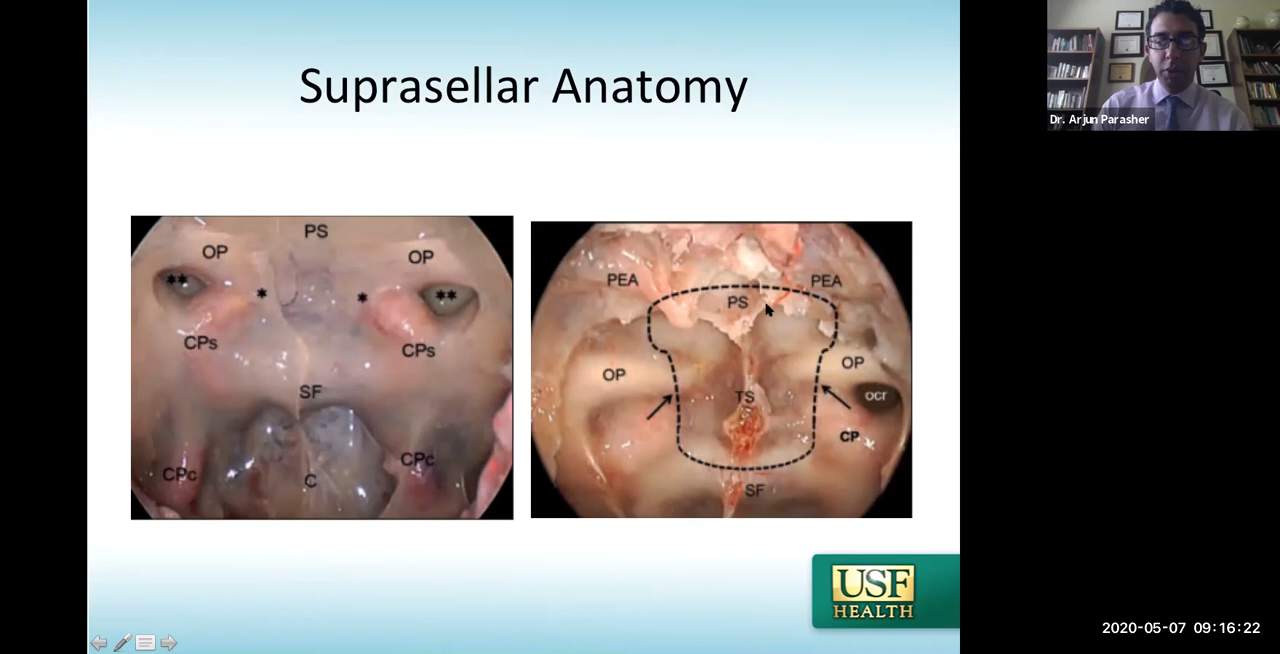 Suprasellar Anatomy
PS
OP
OP
**
**
*
*
CPs
CPs
SF
CPc
CPc
C
PEA
PEA
PS
OP
OP
TS
ocr
CP
SF
USF
HEALTH
Dr. Arjun Parasher
2020-05-07 09:16:22